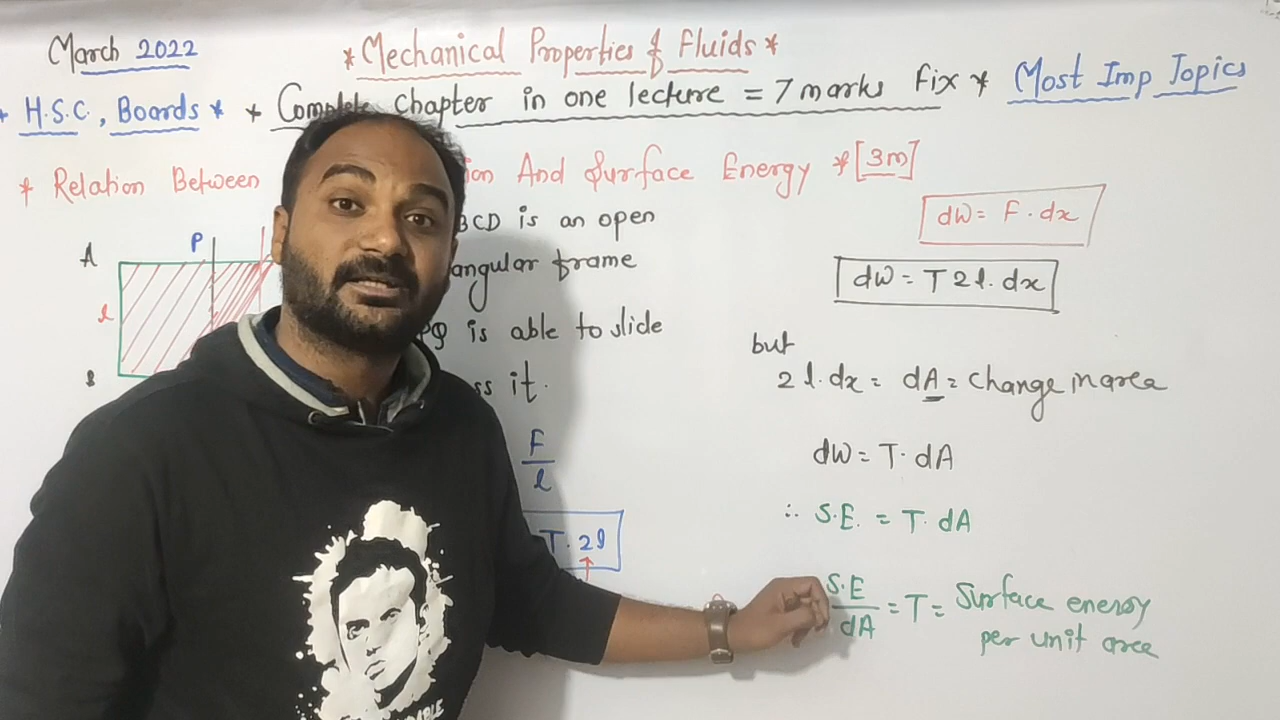 March 2022
*Mechanical Properties of Fluids*
* H.S.C., Boards * * Complete Chapter in one lecture = 7 marks Fix * Most Imp Topics
* Relation Between ion And Surface Energy * [3m]
BCD is an open
angular frame
PQ is able to slide
ss it.
A
P
l
B
F
l
T. 2l
dW = F. dx
dW = T 2l. dx
but
2 l. dx = dA = Change in area
dW = T. dA
∴ S.E. = T. dA
S.E / dA = T = Surface energy
per unit area